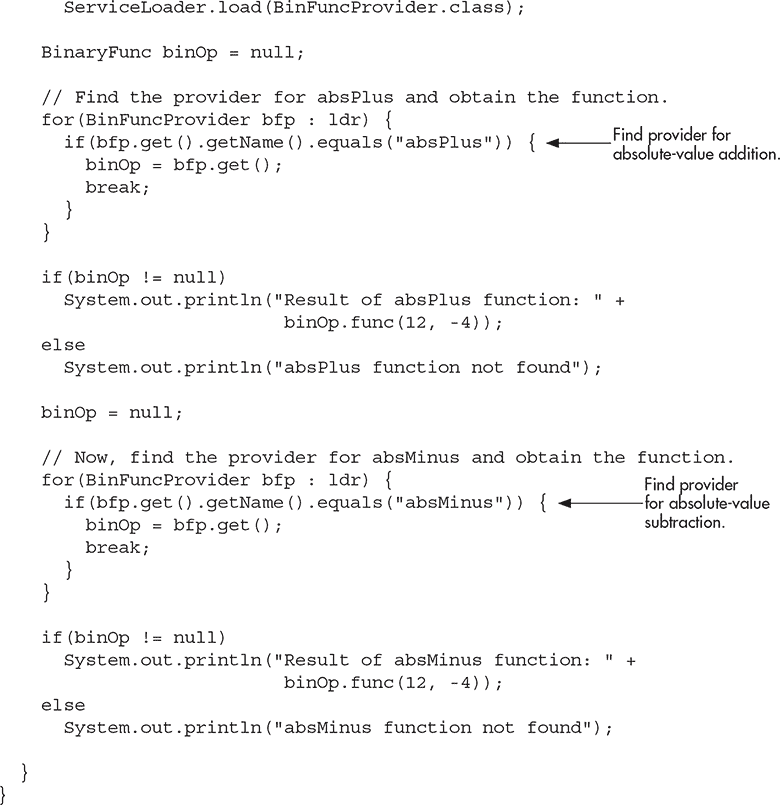 ServiceLoader.load(BinFuncProvider.class);
BinaryFunc binOp = null;
// Find the provider for absPlus and obtain the function.
for(BinFuncProvider bfp : ldr) {
if(bfp.get().getName().equals("absPlus")) {
Find provider for
absolute-value addition.
binOp = bfp.get();
break;
}
}
if(binOp != null)
System.out.println("Result of absPlus function: " +
binOp.func(12, -4));
else
System.out.println("absPlus function not found");
binOp = null;
// Now, find the provider for absMinus and obtain the function.
for(BinFuncProvider bfp : ldr) {
if(bfp.get().getName().equals("absMinus")) {
Find provider
for absolute-value
subtraction.
binOp = bfp.get();
break;
}
}
if(binOp != null)
System.out.println("Result of absMinus function: " +
binOp.func(12, -4));
else
System.out.println("absMinus function not found");
}
}